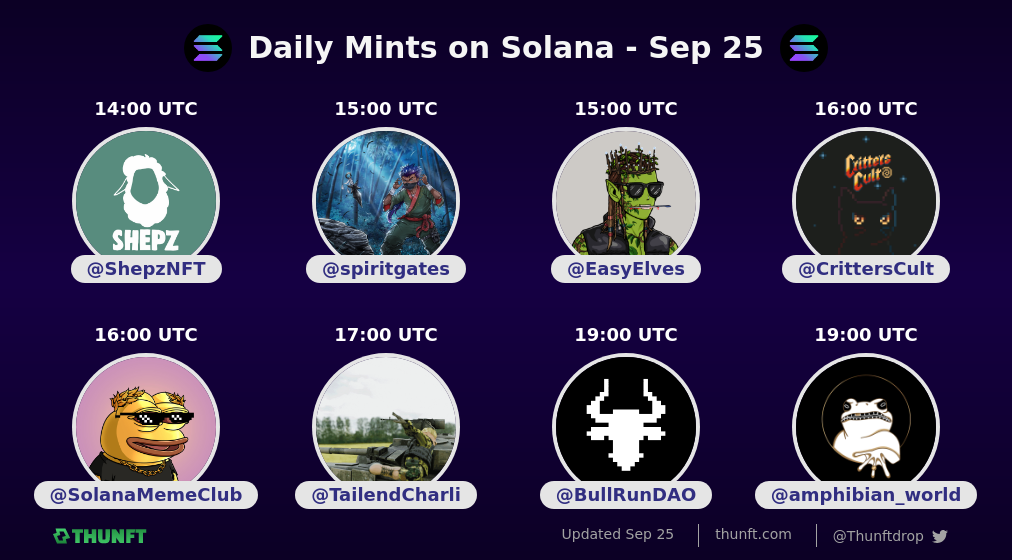 Daily Mints on Solana - Sep 25
14:00 UTC
15:00 UTC
15:00 UTC
16:00 UTC
SHEPZ
Critters
Cult
@ShepzNFT
@spiritgates
@EasyElves
@CrittersCult
16:00 UTC
17:00 UTC
19:00 UTC
19:00 UTC
@SolanaMemeClub
@TailendCharli
@BullRunDAO
@amphibian_world
THUNFT
Updated Sep 25
thunft.com
@Thunftdrop